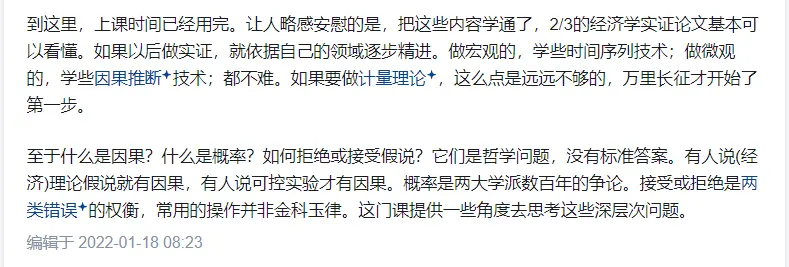 到这里，上课时间已经用完。让人略感安慰的是，把这些内容学通了，2/3的经济学实证论文基本可
以看懂。如果以后做实证，就依据自己的领域逐步精进。做宏观的，学些时间序列技术；做微观
的，学些因果推断技术；都不难。如果要做计量理论，这么点是远远不够的，万里长征才开始了
第一步。
至于什么是因果？什么是概率？如何拒绝或接受假说？它们是哲学问题，没有标准答案。有人说(经
济)理论假说就有因果，有人说可控实验才有因果。概率是两大学派数百年的争论。接受或拒绝是两
类错误的权衡，常用的操作并非金科玉律。这门课提供一些角度去思考这些深层次问题。
编辑于 2022-01-18 08:23